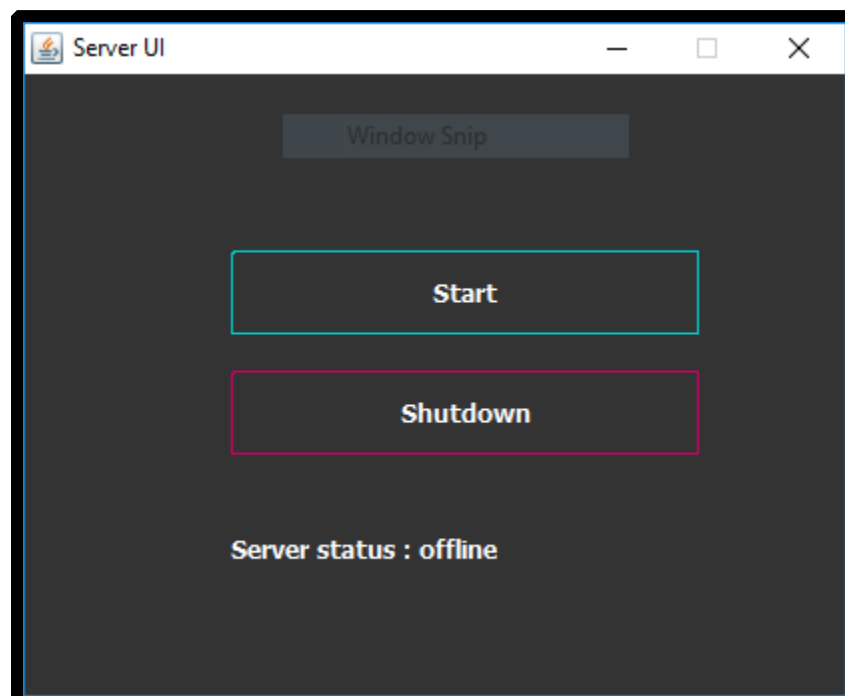 Server UI
Window Snip
Start
Shutdown
Server status : offline